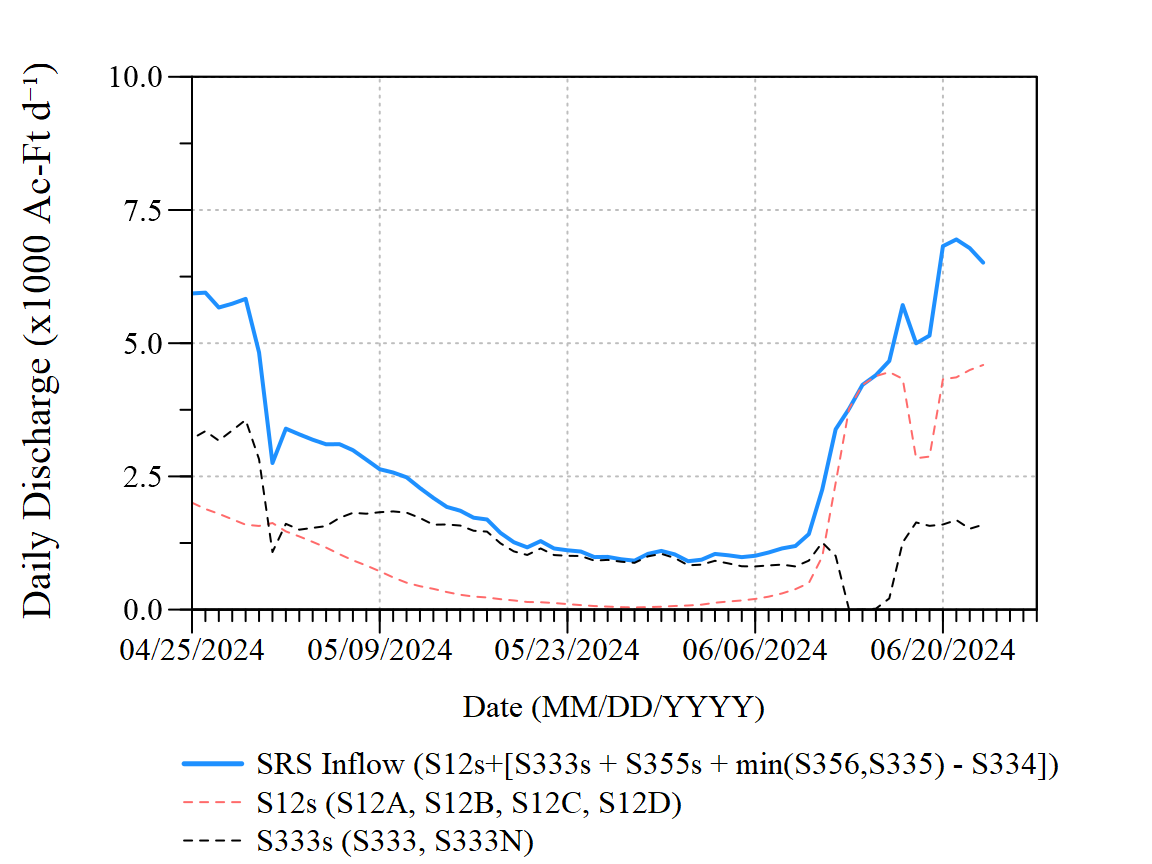 Daily Discharge (x1000 Ac-Ft d⁻¹)
10.0
7.5
5.0
2.5
0.0
04/25/2024 05/09/2024 05/23/2024 06/06/2024 06/20/2024
Date (MM/DD/YYYY)
SRS Inflow (S12s+[S333s + S355s + min(S356,S335) - S334])
S12s (S12A, S12B, S12C, S12D)
S333s (S333, S333N)